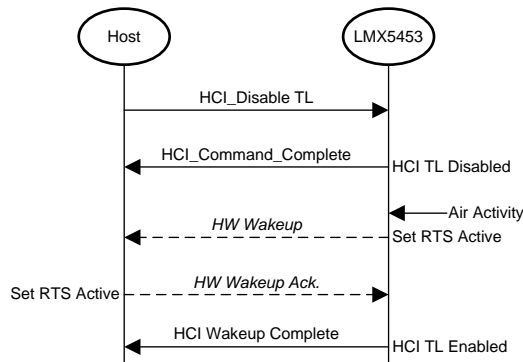 Host
LMX5453
HCI_Disable TL
HCI_Command_Complete
HCI TL Disabled
Air Activity
HW Wakeup
Set RTS Active
Set RTS Active
HW Wakeup Ack.
HCI Wakeup Complete
HCI TL Enabled